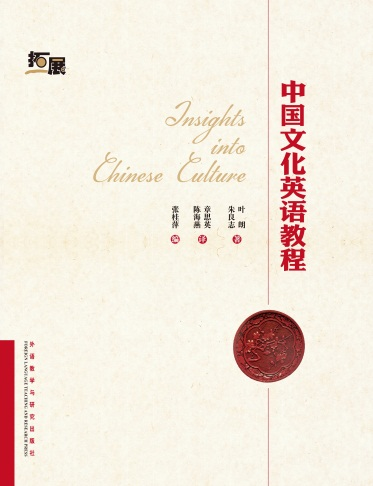 拓展
中国文化英语教程
Insights
into
Chinese Culture
叶朗
朱良志
著
章思英
陈海燕
译
张桂萍
编
外语教学与研究出版社
FOREIGN LANGUAGE TEACHING AND RESEARCH PRESS